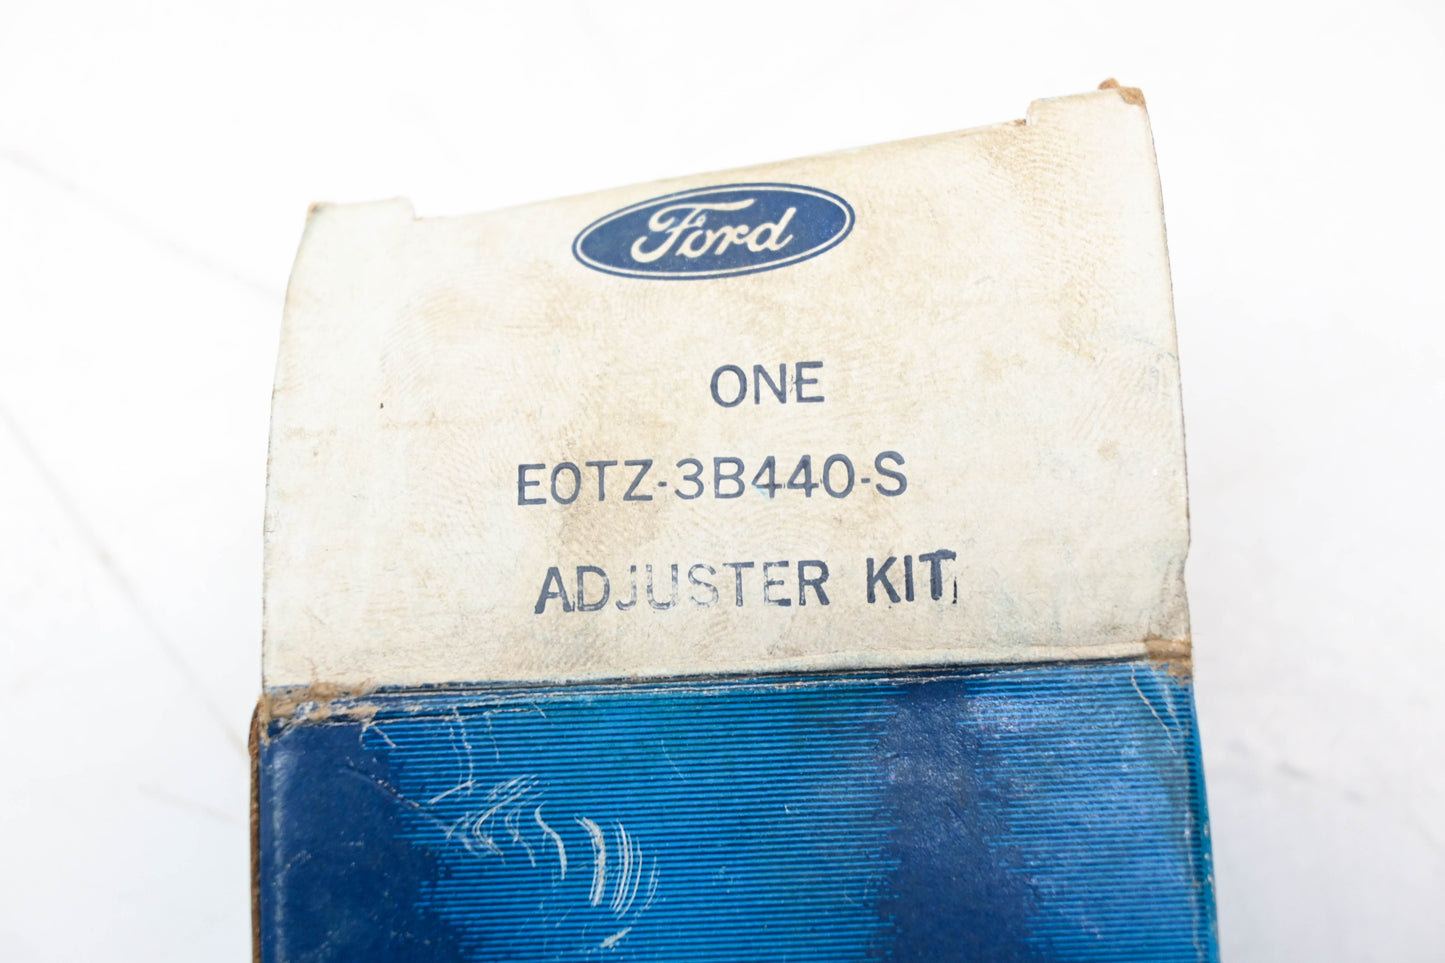 Ford
ONE
E0TZ-3B440-S
ADJUSTER KIT